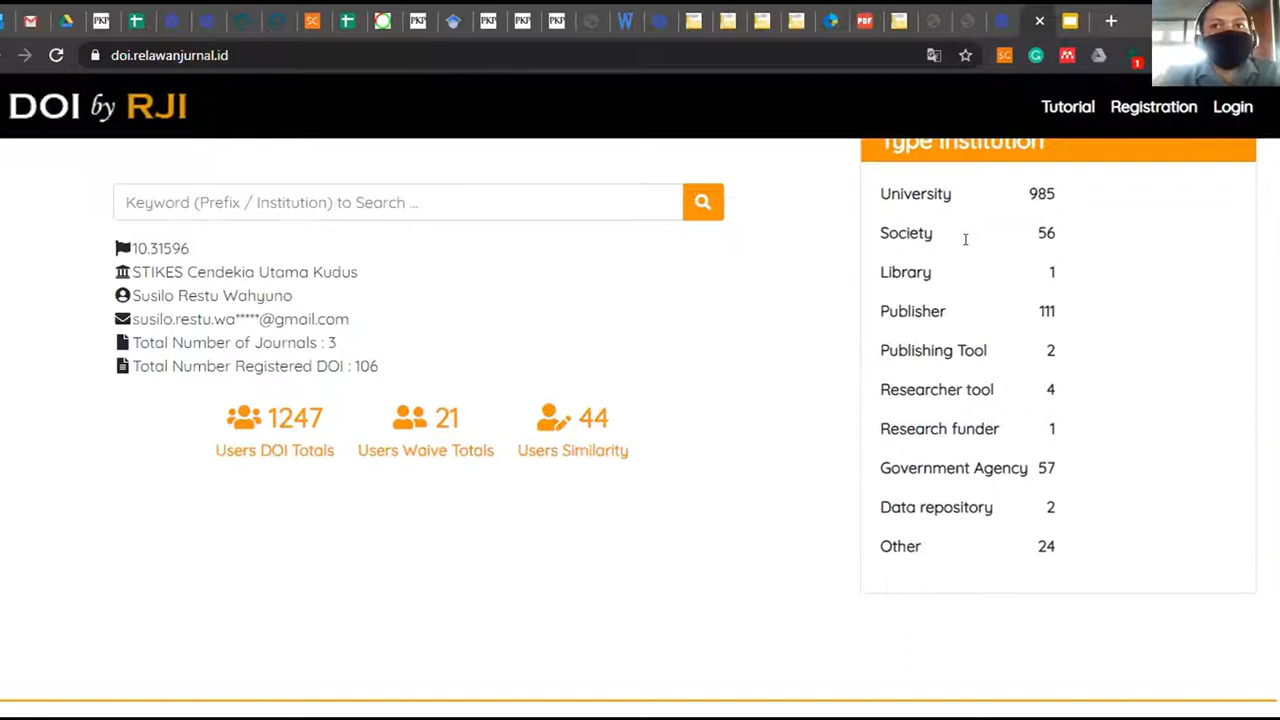 doi.relawanjurnal.id
1
DOI by RJI
Tutorial Registration Login
Keyword (Prefix / Institution) to Search ...
10.31596
STIKES Cendekia Utama Kudus
Susilo Restu Wahyuno
susilo.restu.wa*****@gmail.com
Total Number of Journals : 3
Total Number Registered DOI : 106
1247
Users DOI Totals
21
Users Waive Totals
44
Users Similarity
Type Institution
University 985
Society 56
Library 1
Publisher 111
Publishing Tool 2
Researcher tool 4
Research funder 1
Government Agency 57
Data repository 2
Other 24